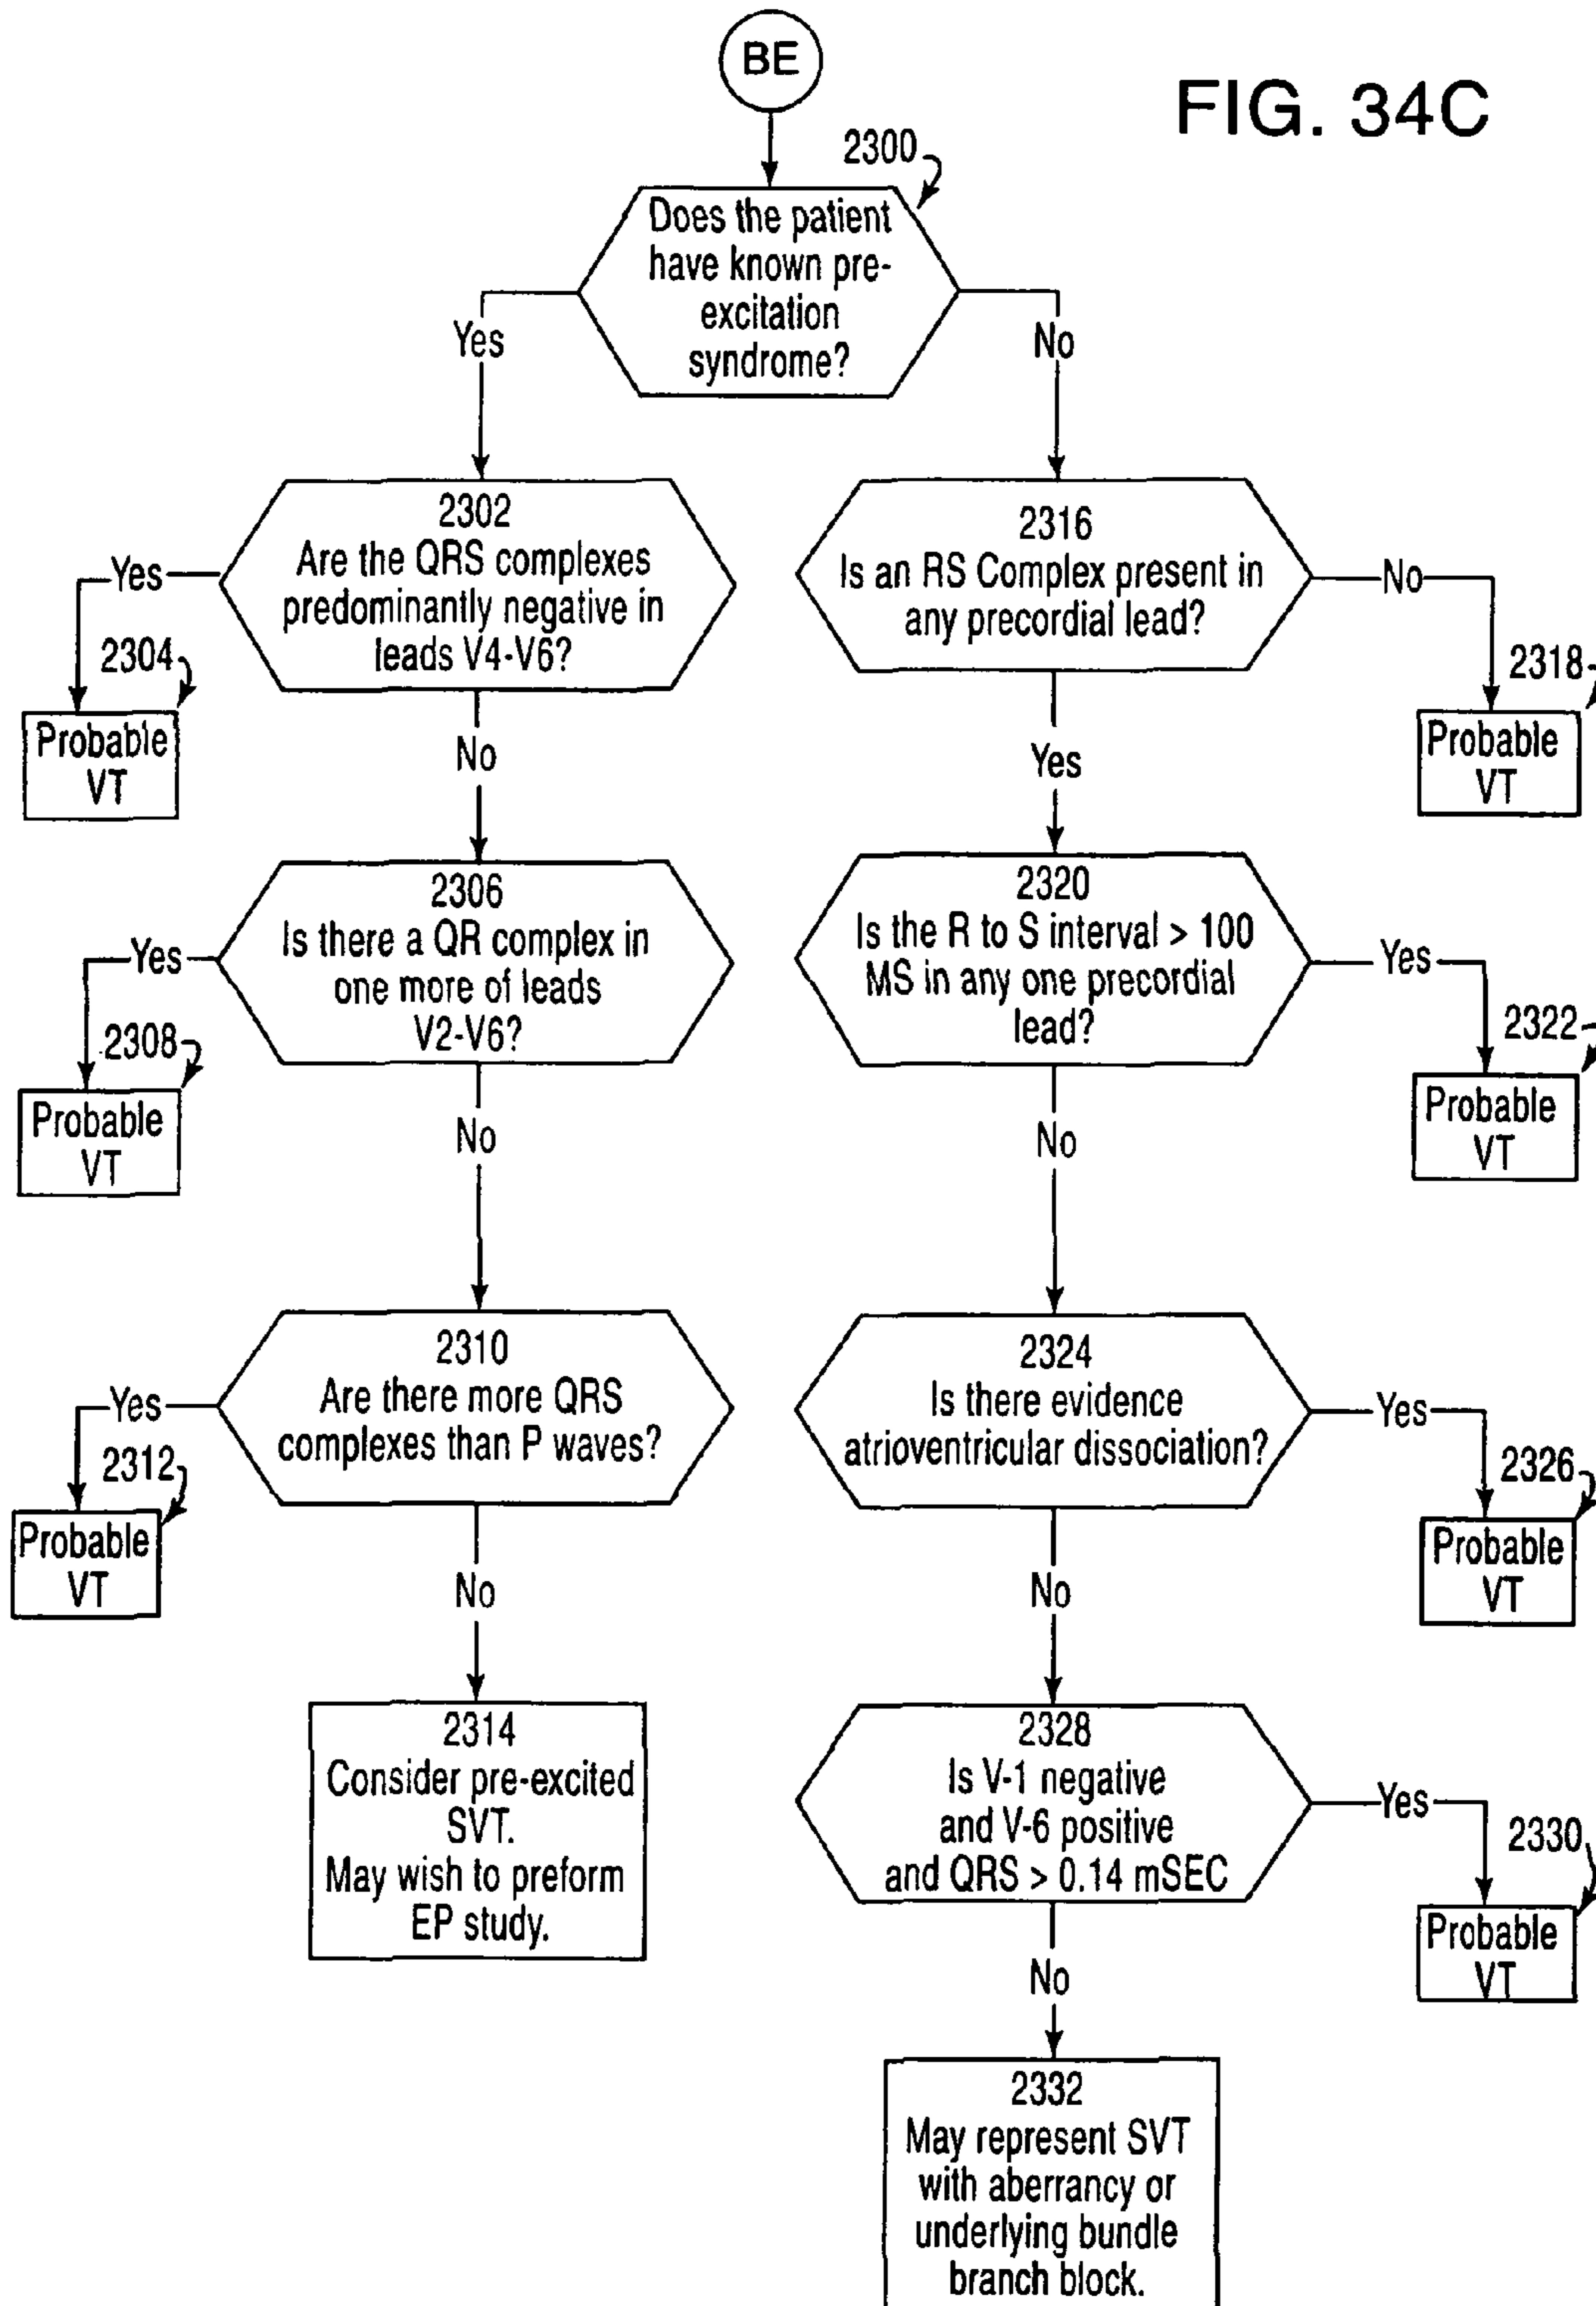 BE
FIG. 34C
2300
Does the patient
have known pre-
excitation
syndrome?
Yes
No
2302
Are the QRS complexes
predominantly negative in
leads V4-V6?
Yes
2304
Probable
VT
No
2316
Is an RS Complex present in
any precordial lead?
No
2318
Probable
VT
Yes
2306
Is there a QR complex in
one more of leads
V2-V6?
Yes
2308
Probable
VT
No
2320
Is the R to S interval > 100
MS in any one precordial
lead?
Yes
2322
Probable
VT
No
2310
Are there more QRS
complexes than P waves?
Yes
2312
Probable
VT
No
2324
Is there evidence
atrioventricular dissociation?
Yes
2326
Probable
VT
No
2314
Consider pre-excited
SVT.
May wish to preform
EP study.
2328
Is V-1 negative
and V-6 positive
and QRS > 0.14 mSEC
Yes
2330
Probable
VT
No
2332
May represent SVT
with aberrancy or
underlying bundle
branch block.